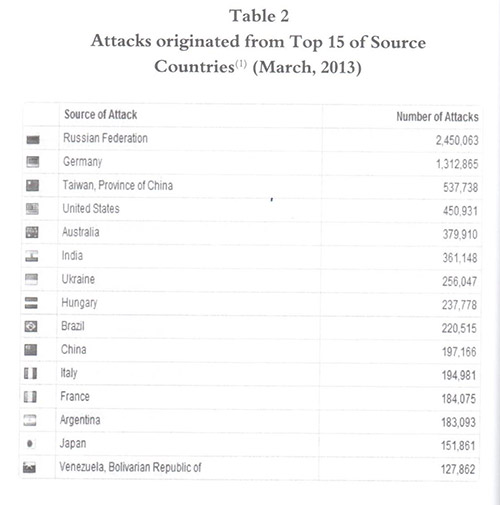 Table 2
Attacks originated from Top 15 of Source
Countries(1) (March, 2013)
Source of Attack Number of Attacks
Russian Federation 2,450,063
Germany 1,312,865
Taiwan, Province of China 537,738
United States 450,931
Australia 379,910
India 361,148
Ukraine 256,047
Hungary 237,778
Brazil 220,515
China 197,166
Italy 194,981
France 184,075
Argentina 183,093
Japan 151,861
Venezuela, Bolivarian Republic of 127,862